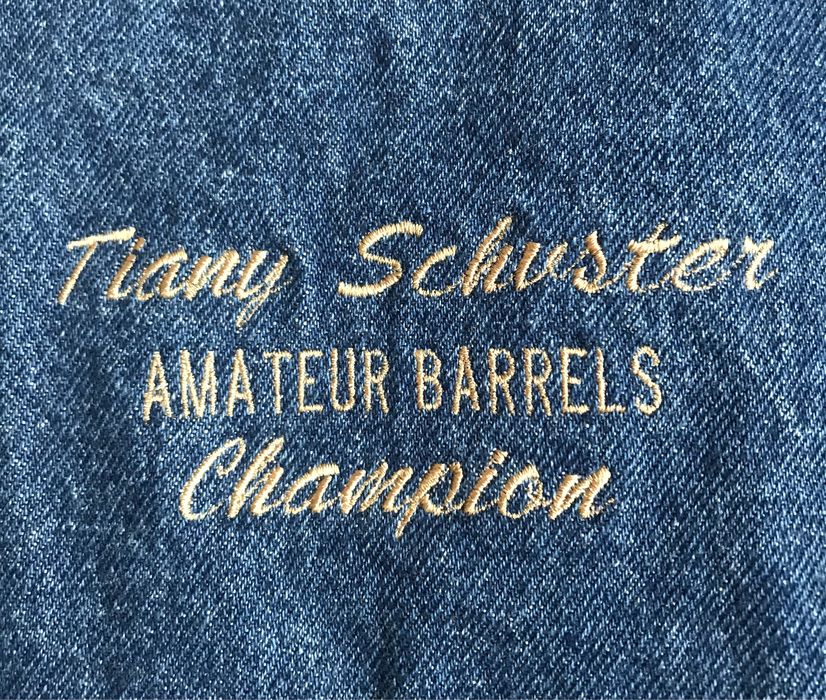 Tiany Schuster
AMATEUR BARRELS
Champion